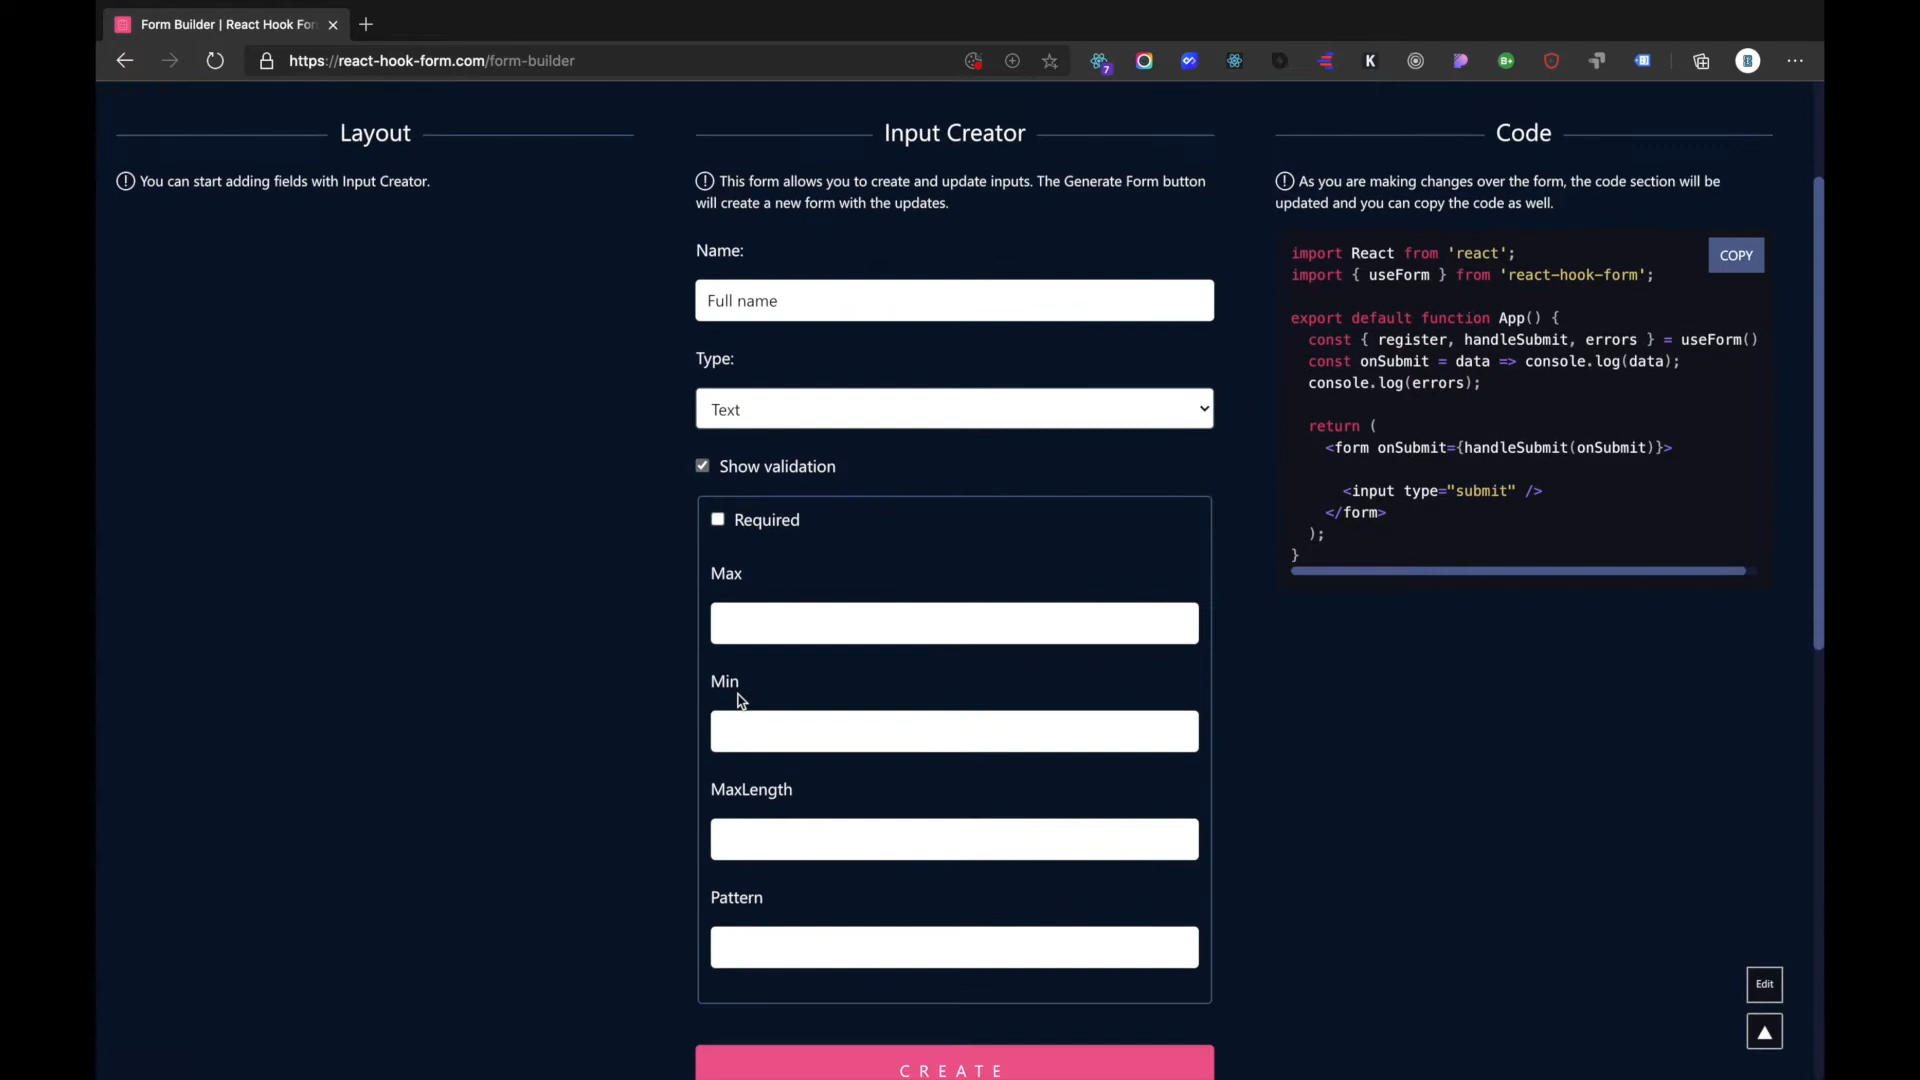 Form Builder | React Hook For
https://react-hook-form.com/form-builder
7
K
B+
Layout
You can start adding fields with Input Creator.
Input Creator
This form allows you to create and update inputs. The Generate Form button
will create a new form with the updates.
Name:
Full name
Type:
Text
Show validation
Required
Max
Min
MaxLength
Pattern
CREATE
Code
As you are making changes over the form, the code section will be
updated and you can copy the code as well.
COPY
import React from 'react';
import { useForm } from 'react-hook-form';
export default function App() {
const { register, handleSubmit, errors } = useForm()
const onSubmit = data => console.log(data);
console.log(errors);
return (
<form onSubmit={handleSubmit(onSubmit)}>
<input type="submit" />
</form>
);
}
Edit